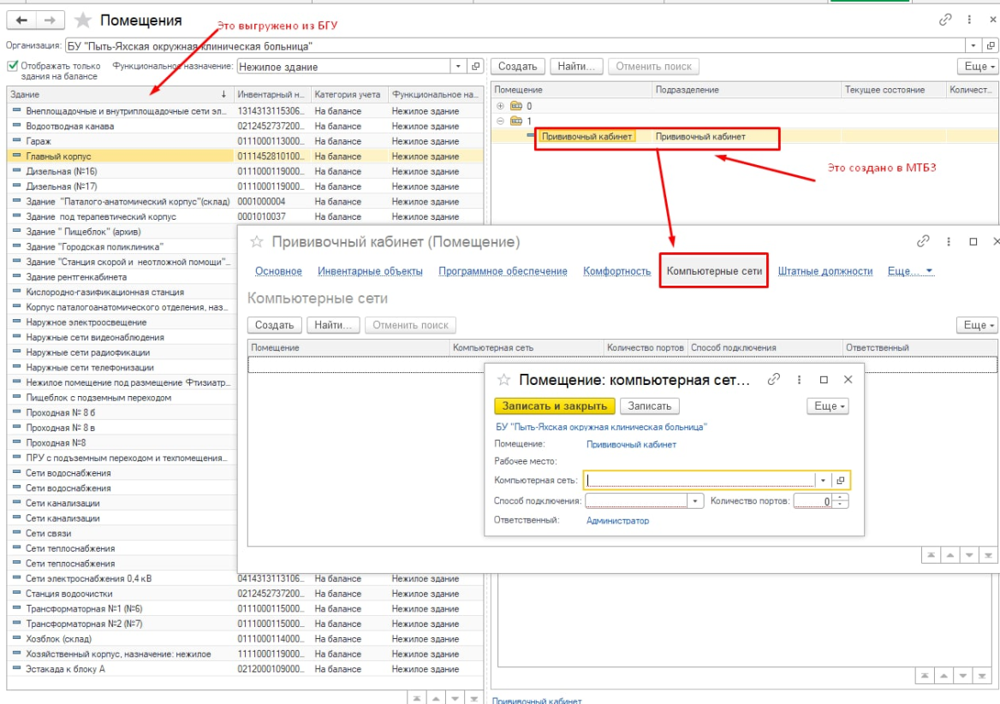 Помещения
Это выгружено из БГУ
Организация: БУ "Пыть-Яхская окружная клиническая больница"
Отображать только здания на балансе
Функциональное назначение: Нежилое здание
Создать Найти... Отменить поиск Еще
Здание Инвентарный н... Категория учета Функциональное на...
Внеплощадочные и внутриплощадочные сети эл... 1314313115306... На балансе Нежилое здание
Водоотводная канава 0212452737200... На балансе Нежилое здание
Гараж 0111000113000... На балансе Нежилое здание
Главный корпус 0111452810100... На балансе Нежилое здание
Дизельная (№16) 0111000119000... На балансе Нежилое здание
Дизельная (№17) 0111000119000... На балансе Нежилое здание
Здание "Паталого-анатомический корпус"(склад) 0001000004 На балансе Нежилое здание
Здание под терапевтический корпус 0001010037 На балансе Нежилое здание
Здание " Пищеблок" (архив)
Здание "Городская поликлиника"
Здание "Станция скорой и неотложной помощи"...
Здание рентгенкабинета
Кислородно-газификационная станция
Корпус паталогоанатомического отделения, наз...
Наружное электроосвещение
Наружные сети видеонаблюдения
Наружные сети радиофикации
Наружные сети телефонизации
Нежилое помещение под размещение Фтизиатр...
Пищеблок с подземным переходом
Проходная № 8 б
Проходная № 8 в
Проходная №8
ПРУ с подъземным переходом и техпомещения...
Сети водоснабжения
Сети водоснабжения
Сети канализации
Сети канализации
Сети связи
Сети теплоснабжения
Сети теплоснабжения
Сети электроснабжения 0,4 кВ 0414313113106... На балансе Нежилое здание
Станция водоочистки 0212452737200... На балансе Нежилое здание
Трансформаторная №1 (№6) 0111000115000... На балансе Нежилое здание
Трансформаторная №2 (№7) 0111000115000... На балансе Нежилое здание
Хозблок (склад) 0111000114000... На балансе Нежилое здание
Хозяйственный корпус, назначение: нежилое 1111000119000... На балансе Нежилое здание
Эстакада к блоку А 0212000109000... На балансе Нежилое здание
Помещение Подразделение Текущее состояние Количест...
0
1
Прививочный кабинет Прививочный кабинет
Это создано в МТБЗ
Прививочный кабинет (Помещение)
Основное Инвентарные объекты Программное обеспечение Комфортность Компьютерные сети Штатные должности Еще...
Компьютерные сети
Создать Найти... Отменить поиск Еще
Помещение Компьютерная сеть Количество портов Способ подключения Ответственный
Помещение: компьютерная сет...
Записать и закрыть Записать Еще
БУ "Пыть-Яхская окружная клиническая больница"
Помещение: Прививочный кабинет
Рабочее место:
Компьютерная сеть:
Способ подключения: Количество портов: 0
Ответственный: Администратор
Прививочный кабинет